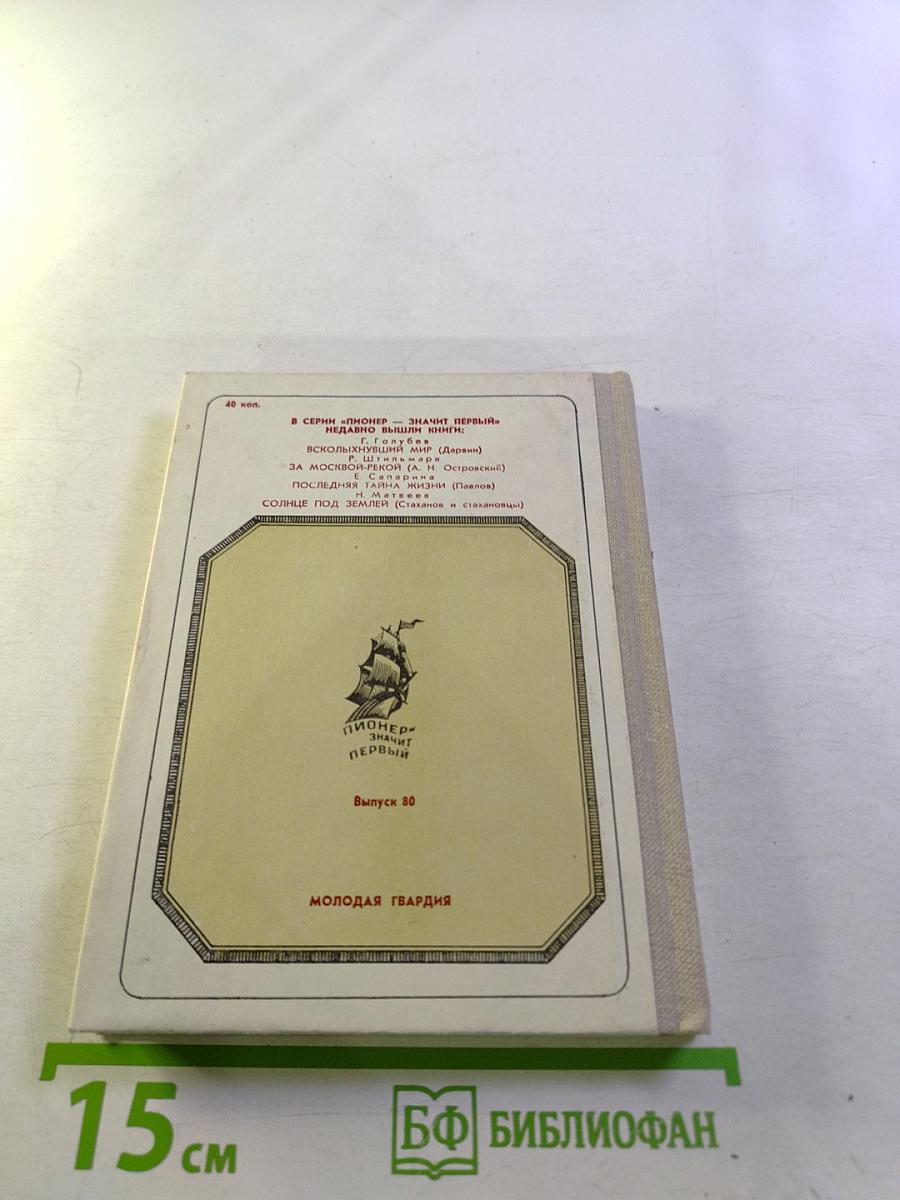 40 коп.
В СЕРИИ «ПИОНЕР — ЗНАЧИТ ПЕРВЫЙ»
НЕДАВНО ВЫШЛИ КНИГИ:
Г. Голубев
ВСКОЛЫХНУВШИЙ МИР (Дарвин)
Р. Штильмарк
ЗА МОСКВОЙ-РЕКОЙ (А. Н. Островский)
Е. Сапарина
ПОСЛЕДНЯЯ ТАЙНА ЖИЗНИ (Павлов)
Н. Матвеев
СОЛНЦЕ ПОД ЗЕМЛЕЙ (Стаханов и стахановцы)
ПИОНЕР-
ЗНАЧИТ
ПЕРВЫЙ
Выпуск 80
МОЛОДАЯ ГВАРДИЯ
15 см
БФ БИБЛИОФАН